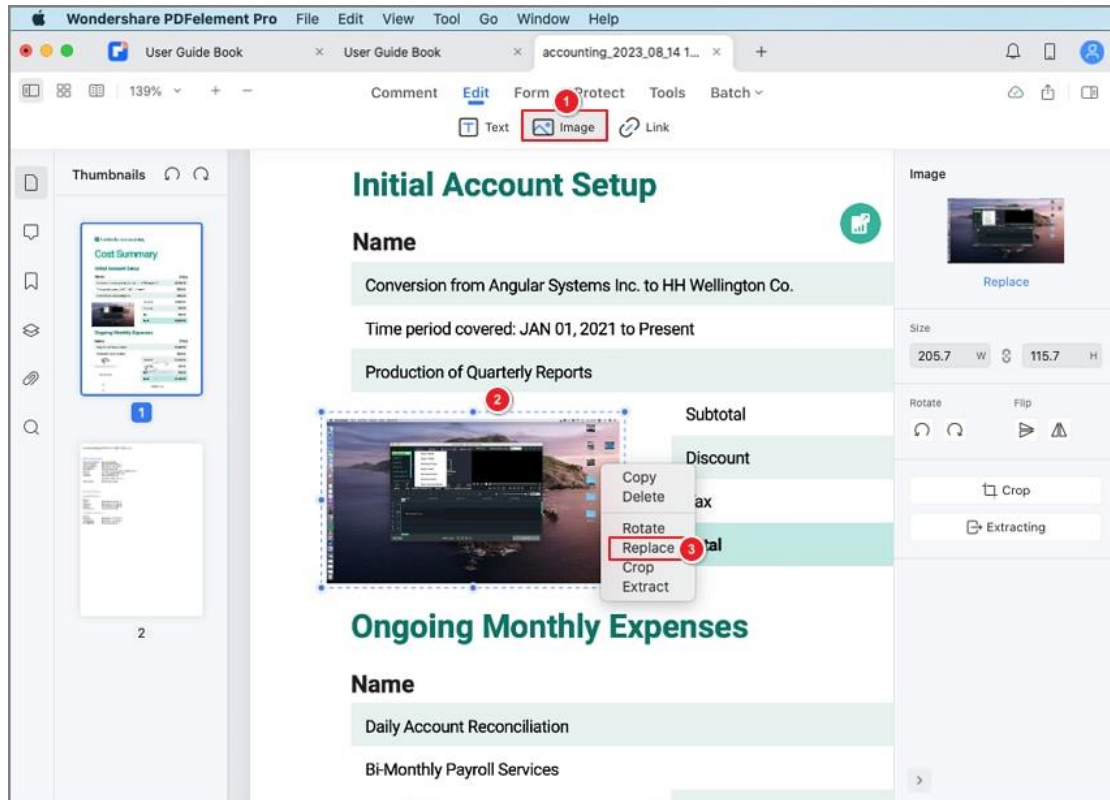 Wondershare PDFelement Pro File Edit View Tool Go Window Help
User Guide Book × User Guide Book × accounting_2023_08_14 1... × +
139% + −
Comment Edit Form Protect Tools Batch
1
Text Image Link
Thumbnails
Cost Summary
Initial Account Setup
Ongoing Monthly Expenses
1
2
Initial Account Setup
Name
Conversion from Angular Systems Inc. to HH Wellington Co.
Time period covered: JAN 01, 2021 to Present
Production of Quarterly Reports
2
Subtotal
Discount
Copy
Delete
ax
Rotate
Replace 3 tal
Crop
Extract
Ongoing Monthly Expenses
Name
Daily Account Reconciliation
Bi-Monthly Payroll Services
Image
Replace
Size
205.7 W 115.7 H
Rotate Flip
Crop
Extracting